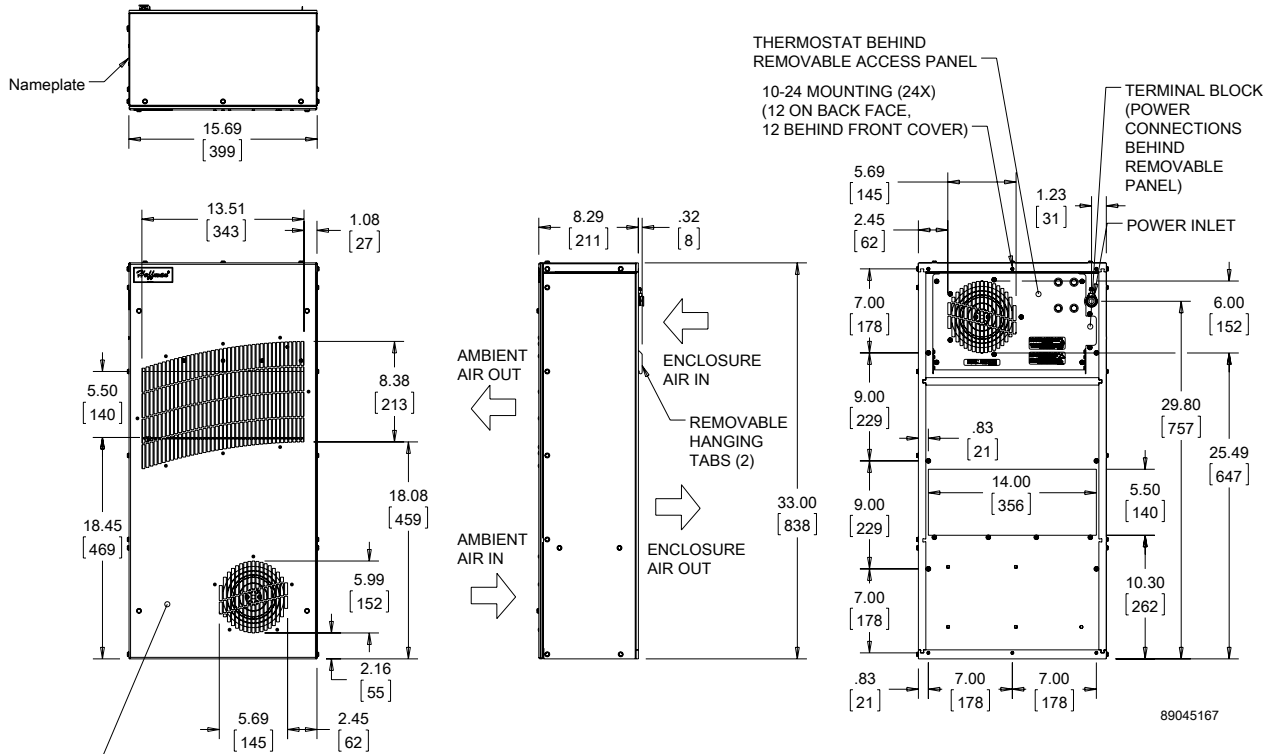 Nameplate
15.69
[399]
13.51
[343]
1.08
[27]
Hoffman
5.50
[140]
8.38
[213]
18.45
[469]
18.08
[459]
5.99
[152]
2.16
[55]
5.69
[145]
2.45
[62]
8.29
[211]
.32
[8]
AMBIENT
AIR OUT
ENCLOSURE
AIR IN
REMOVABLE
HANGING
TABS (2)
33.00
[838]
AMBIENT
AIR IN
ENCLOSURE
AIR OUT
THERMOSTAT BEHIND
REMOVABLE ACCESS PANEL
10-24 MOUNTING (24X)
(12 ON BACK FACE,
12 BEHIND FRONT COVER)
TERMINAL BLOCK
(POWER
CONNECTIONS
BEHIND
REMOVABLE
PANEL)
POWER INLET
5.69
[145]
1.23
[31]
2.45
[62]
7.00
[178]
6.00
[152]
9.00
[229]
29.80
[757]
25.49
[647]
.83
[21]
14.00
[356]
5.50
[140]
9.00
[229]
10.30
[262]
7.00
[178]
.83
[21]
7.00
[178]
7.00
[178]
89045167